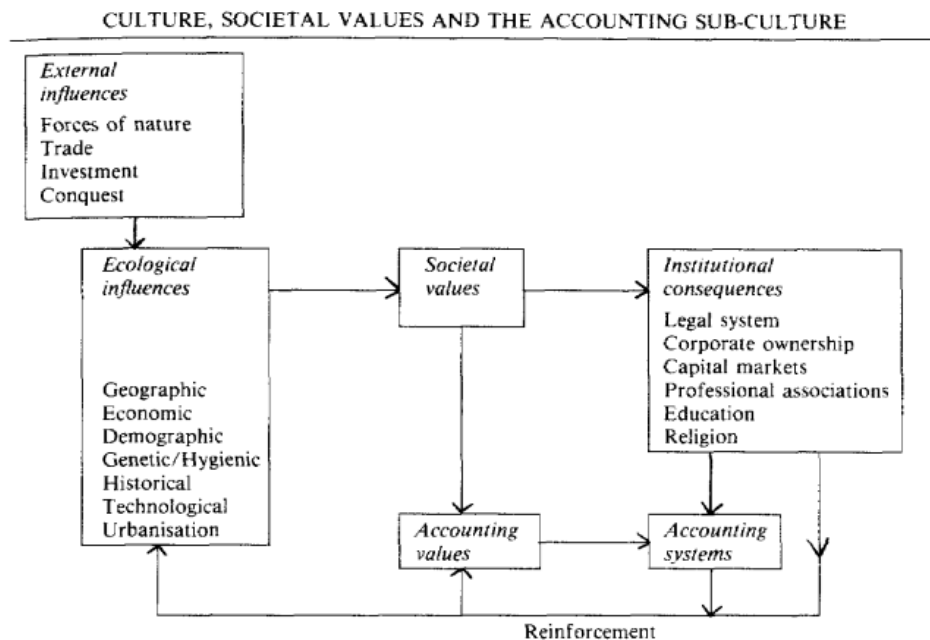 CULTURE, SOCIETAL VALUES AND THE ACCOUNTING SUB-CULTURE
External
influences
Forces of nature
Trade
Investment
Conquest
Ecological
influences
Geographic
Economic
Demographic
Genetic/Hygienic
Historical
Technological
Urbanisation
Societal
values
Institutional
consequences
Legal system
Corporate ownership
Capital markets
Professional associations
Education
Religion
Accounting
values
Accounting
systems
Reinforcement